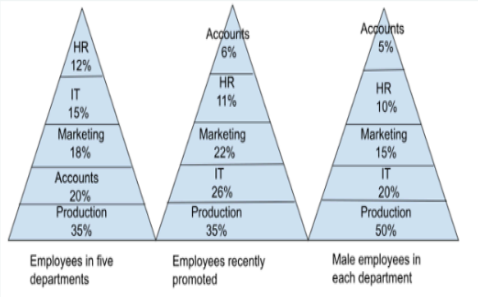 HR
12%
IT
15%
Marketing
18%
Accounts
20%
Production
35%
Employees in five
departments
Accounts
6%
HR
11%
Marketing
22%
IT
26%
Production
35%
Employees recently
promoted
Accounts
5%
HR
10%
Marketing
15%
IT
20%
Production
50%
Male employees in
each department